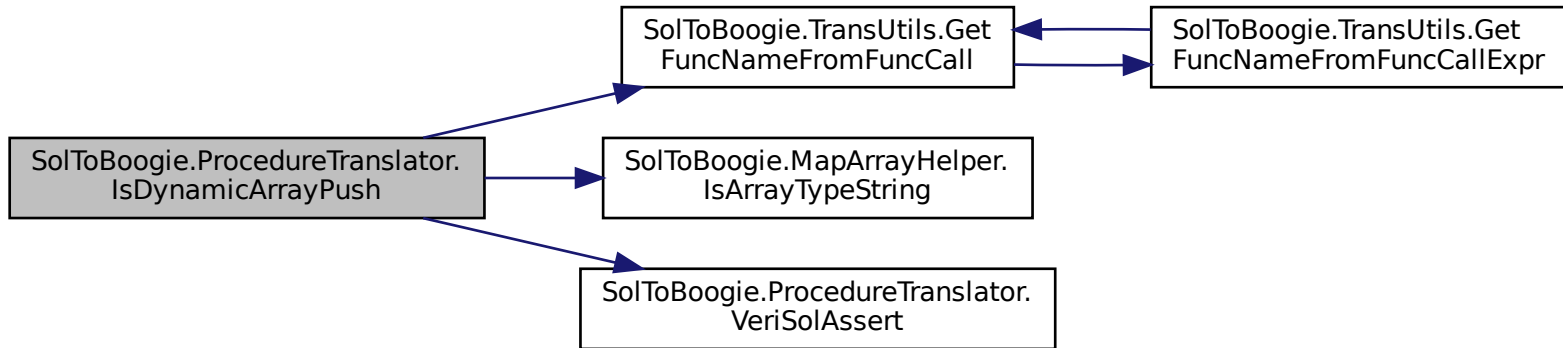 SolToBoogie.TransUtils.Get
FuncNameFromFuncCall
SolToBoogie.TransUtils.Get
FuncNameFromFuncCallExpr
SolToBoogie.ProcedureTranslator.
IsDynamicArrayPush
SolToBoogie.MapArrayHelper.
IsArrayTypeString
SolToBoogie.ProcedureTranslator.
VeriSolAssert